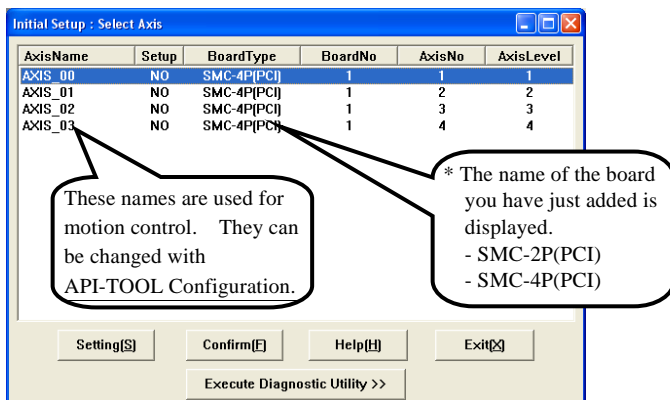 Initial Setup : Select Axis
AxisName Setup BoardType BoardNo AxisNo AxisLevel
AXIS_00 NO SMC-4P(PCI) 1 1 1
AXIS_01 NO SMC-4P(PCI) 1 2 2
AXIS_02 NO SMC-4P(PCI) 1 3 3
AXIS_03 NO SMC-4P(PCI) 1 4 4
These names are used for
motion control. They can
be changed with
API-TOOL Configuration.
* The name of the board
you have just added is
displayed.
- SMC-2P(PCI)
- SMC-4P(PCI)
Setting(S) Confirm(F) Help(H) Exit(X)
Execute Diagnostic Utility >>